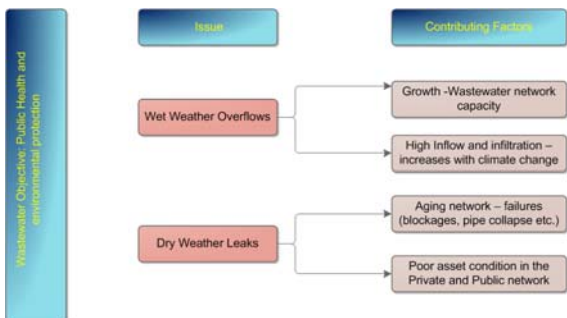 Wastewater Objective: Public Health and
environmental protection
Issue
Contributing Factors
Wet Weather Overflows
Growth -Wastewater network
capacity
High Inflow and infiltration –
increases with climate change
Dry Weather Leaks
Aging network – failures
(blockages, pipe collapse etc.)
Poor asset condition in the
Private and Public network